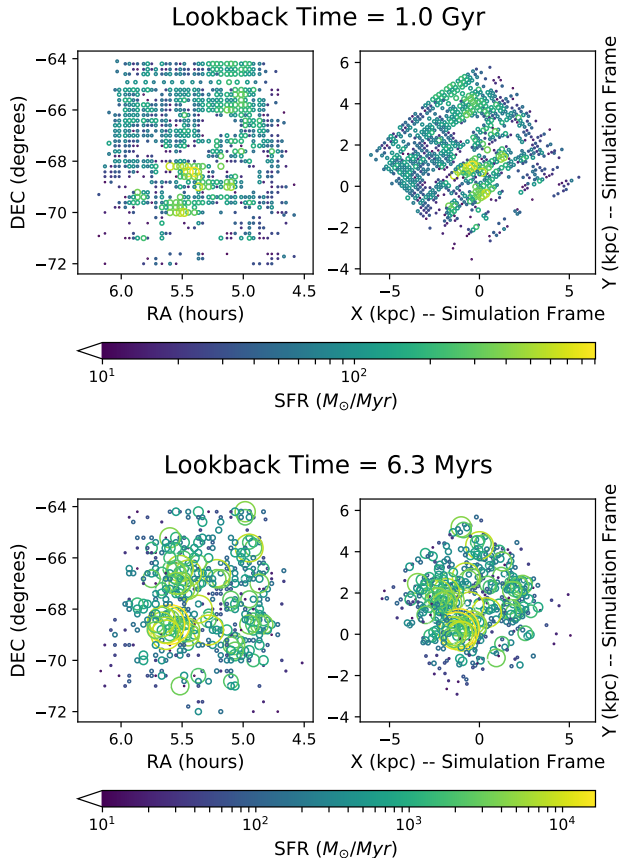 Lookback Time = 1.0 Gyr
−64
−66
−68
−70
−72
DEC (degrees)
6.0 5.5 5.0 4.5
RA (hours)
6
4
2
0
−2
−4
−5 0 5
X (kpc) -- Simulation Frame
Y (kpc) -- Simulation Frame
10¹ 10²
SFR (M⊙/Myr)
Lookback Time = 6.3 Myrs
−64
−66
−68
−70
−72
DEC (degrees)
6.0 5.5 5.0 4.5
RA (hours)
6
4
2
0
−2
−4
−5 0 5
X (kpc) -- Simulation Frame
Y (kpc) -- Simulation Frame
10¹ 10² 10³ 10⁴
SFR (M⊙/Myr)